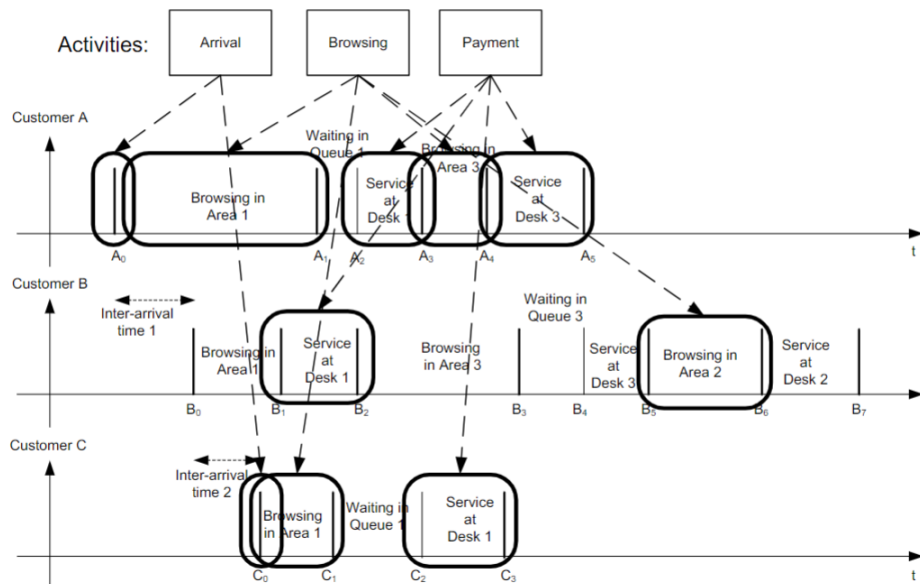 Activities:
Arrival
Browsing
Payment
Customer A
Waiting in
Queue 1
Browsing in
Area 3
Browsing in
Area 1
Service
at
Desk 1
Service
at
Desk 3
A0
A1
A2
A3
A4
A5
t
Customer B
Inter-arrival
time 1
Waiting in
Queue 3
Browsing in
Area 1
Service
at
Desk 1
Browsing
in Area 3
Service
at
Desk 3
Browsing in
Area 2
Service
at
Desk 2
B0
B1
B2
B3
B4
B5
B6
B7
t
Customer C
Inter-arrival
time 2
Browsing
in Area 1
Waiting in
Queue 1
Service
at
Desk 1
C0
C1
C2
C3
t